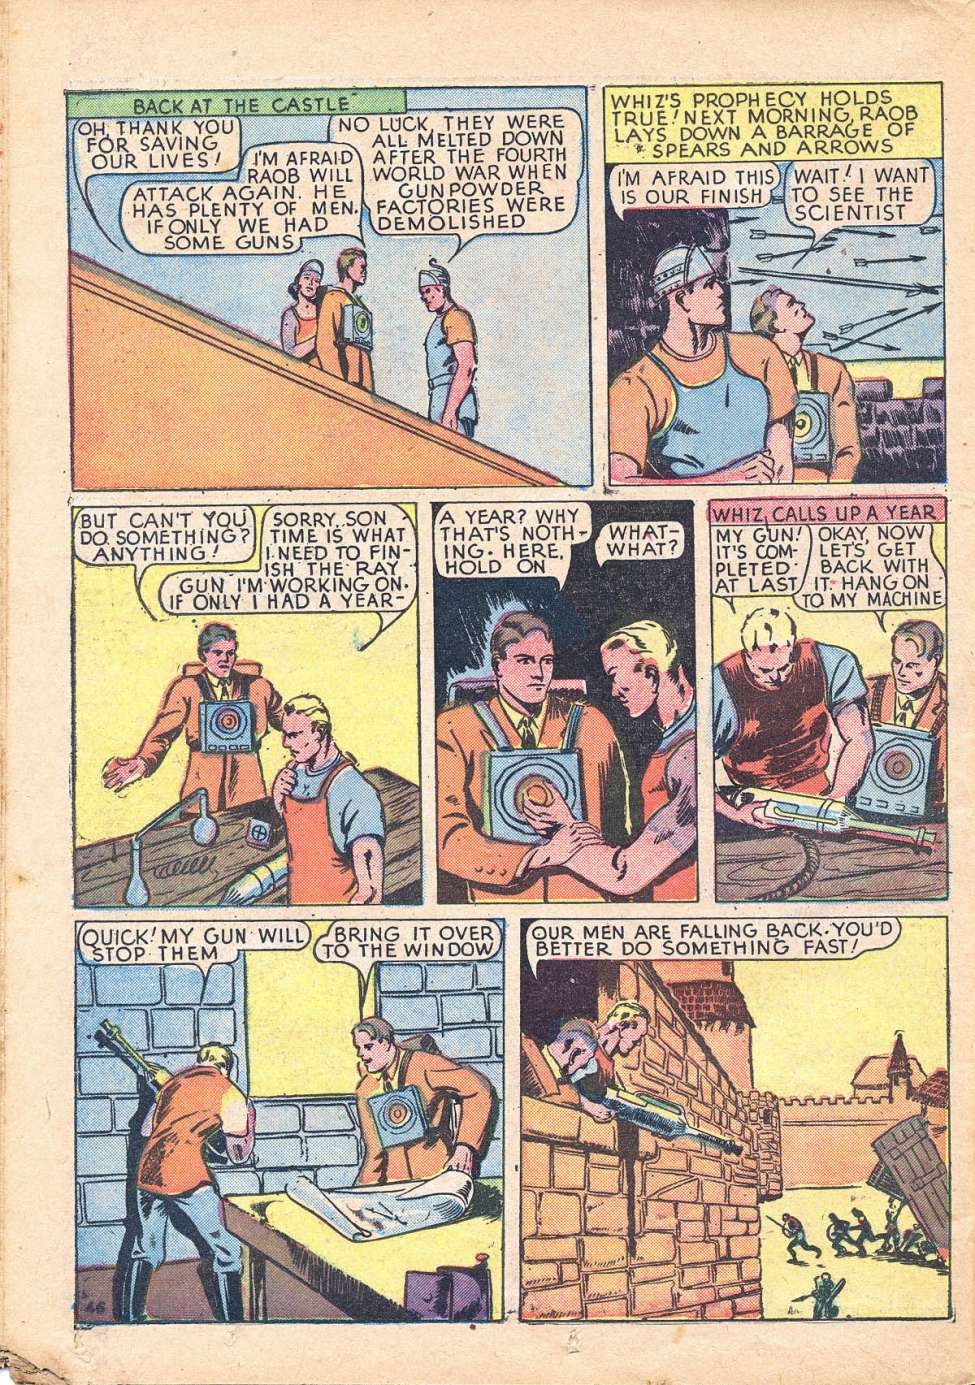 BACK AT THE CASTLE
OH, THANK YOU
FOR SAVING
OUR LIVES!
I'M AFRAID
RAOB WILL
ATTACK AGAIN. HE
HAS PLENTY OF MEN.
IF ONLY WE HAD
SOME GUNS
NO LUCK, THEY WERE
ALL MELTED DOWN
AFTER THE FOURTH
WORLD WAR WHEN
GUNPOWDER
FACTORIES WERE
DEMOLISHED
WHIZ'S PROPHECY HOLDS
TRUE! NEXT MORNING, RAOB
LAYS DOWN A BARRAGE OF
SPEARS AND ARROWS
I'M AFRAID THIS
IS OUR FINISH
WAIT! I WANT
TO SEE THE
SCIENTIST
BUT CAN'T YOU
DO SOMETHING?
ANYTHING!
SORRY, SON -
TIME IS WHAT
I NEED TO FIN-
ISH THE RAY
GUN I'M WORKING ON.
IF ONLY I HAD A YEAR-
A YEAR? WHY
THAT'S NOTH-
ING. HERE,
HOLD ON
WHAT-
WHAT?
WHIZ CALLS UP A YEAR
MY GUN!
IT'S COM-
PLETED
AT LAST
OKAY, NOW
LET'S GET
BACK WITH
IT. HANG ON
TO MY MACHINE
QUICK! MY GUN WILL
STOP THEM
BRING IT OVER
TO THE WINDOW
46
OUR MEN ARE FALLING BACK. YOU'D
BETTER DO SOMETHING FAST!